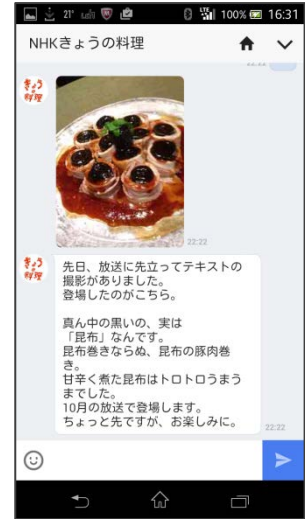 21° 100% 16:31
NHKきょうの料理
22:22
きょうの料理
22:22
きょうの料理
先日、放送に先立ってテキストの
撮影がありました。
登場したのがこちら。
真ん中の黒いの、実は
「昆布」なんです。
昆布巻きならぬ、昆布の豚肉巻
き。
甘辛く煮た昆布はトロトロうまう
までした。
10月の放送で登場します。
ちょっと先ですが、お楽しみに。
22:22